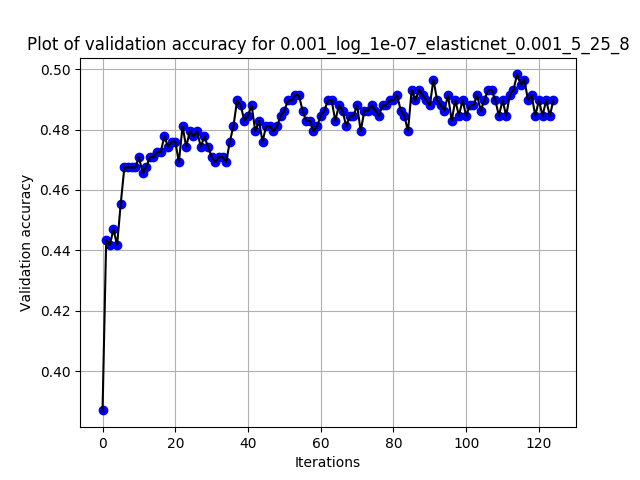 Plot of validation accuracy for 0.001_log_1e-07_elasticnet_0.001_5_25_8
0.50
0.48
0.46
0.44
0.42
0.40
Validation accuracy
0 20 40 60 80 100 120
Iterations